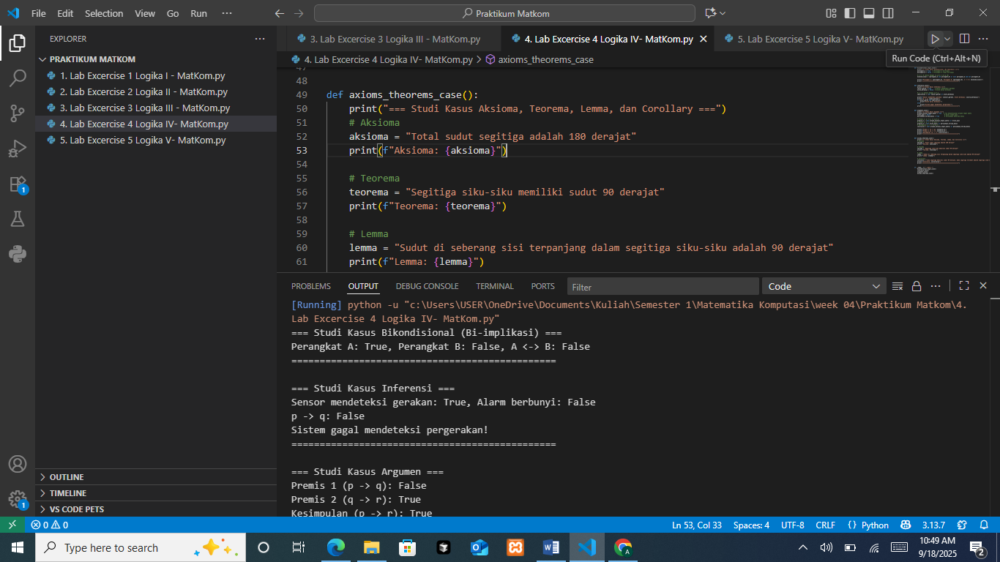 File Edit Selection View Go Run ··· Praktikum Matkom
EXPLORER ···
PRAKTIKUM MATKOM
1. Lab Excercise 1 Logika I - MatKom.py
2. Lab Excercise 2 Logika II - MatKom.py
3. Lab Excercise 3 Logika III - MatKom.py
4. Lab Excercise 4 Logika IV- MatKom.py
5. Lab Excercise 5 Logika V- MatKom.py
OUTLINE
TIMELINE
VS CODE PETS
3. Lab Excercise 3 Logika III - MatKom.py 4. Lab Excercise 4 Logika IV- MatKom.py 5. Lab Excercise 5 Logika V- MatKom.py
4. Lab Excercise 4 Logika IV- MatKom.py > axioms_theorems_case
Run Code (Ctrl+Alt+N)
47
48
49 def axioms_theorems_case():
50 print("=== Studi Kasus Aksioma, Teorema, Lemma, dan Corollary ===")
51 # Aksioma
52 aksioma = "Total sudut segitiga adalah 180 derajat"
53 print(f"Aksioma: {aksioma}")
54
55 # Teorema
56 teorema = "Segitiga siku-siku memiliki sudut 90 derajat"
57 print(f"Teorema: {teorema}")
58
59 # Lemma
60 lemma = "Sudut di seberang sisi terpanjang dalam segitiga siku-siku adalah 90 derajat"
61 print(f"Lemma: {lemma}")
PROBLEMS OUTPUT DEBUG CONSOLE TERMINAL PORTS Filter Code
[Running] python -u "c:\Users\USER\OneDrive\Documents\Kuliah\Semester 1\Matematika Komputasi\week 04\Praktikum Matkom\4.
Lab Excercise 4 Logika IV- MatKom.py"
=== Studi Kasus Bikondisional (Bi-implikasi) ===
Perangkat A: True, Perangkat B: False, A <-> B: False
===============================================
=== Studi Kasus Inferensi ===
Sensor mendeteksi gerakan: True, Alarm berbunyi: False
p -> q: False
Sistem gagal mendeteksi pergerakan!
===============================================
=== Studi Kasus Argumen ===
Premis 1 (p -> q): False
Premis 2 (q -> r): True
Kesimpulan (p -> r): True
0 0 Ln 53, Col 33 Spaces: 4 UTF-8 CRLF {} Python 3.13.7
Type here to search
10:49 AM
9/18/2025
2
1
1